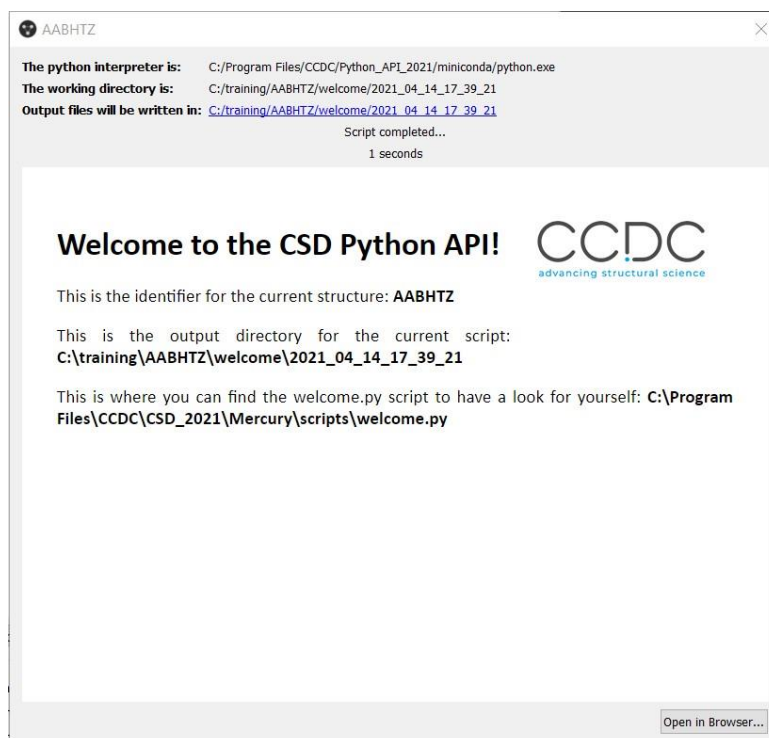 AABHTZ
The python interpreter is: C:/Program Files/CCDC/Python_API_2021/miniconda/python.exe
The working directory is: C:/training/AABHTZ/welcome/2021_04_14_17_39_21
Output files will be written in: C:/training/AABHTZ/welcome/2021_04_14_17_39_21
Script completed...
1 seconds
Welcome to the CSD Python API!
CCDC
advancing structural science
This is the identifier for the current structure: AABHTZ
This is the output directory for the current script:
C:\training\AABHTZ\welcome\2021_04_14_17_39_21
This is where you can find the welcome.py script to have a look for yourself: C:\Program
Files\CCDC\CSD_2021\Mercury\scripts\welcome.py
Open in Browser...